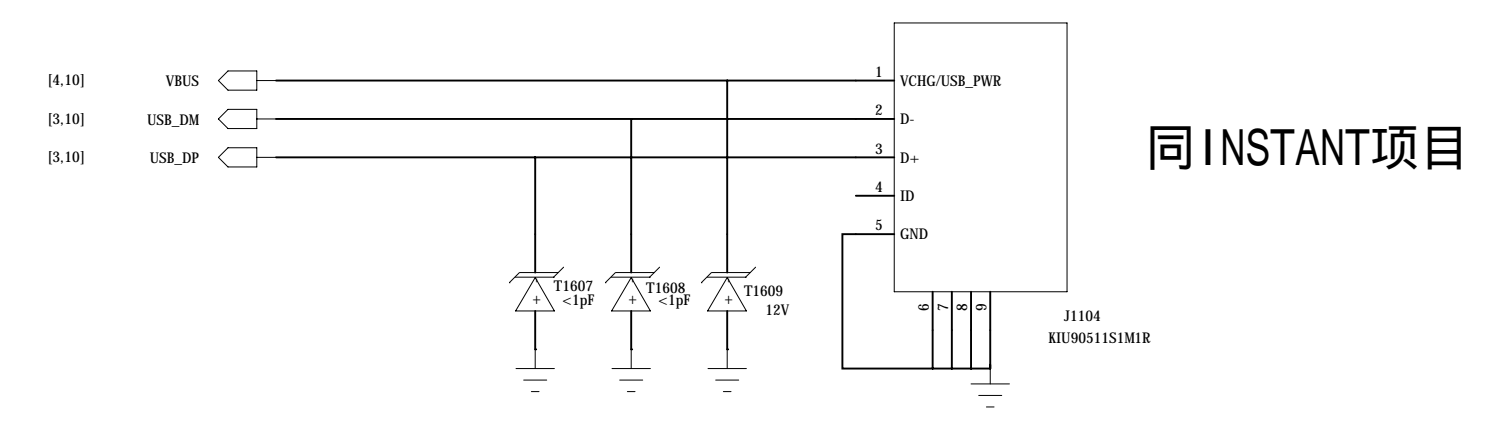 [4,10] VBUS 1 VCHG/USB_PWR
[3,10] USB_DM 2 D-
[3,10] USB_DP 3 D+
同INSTANT项目
4 ID
5 GND
T1607 T1608 T1609
<1pF <1pF 12V
6 7 8 9
J1104
KIU90511S1M1R